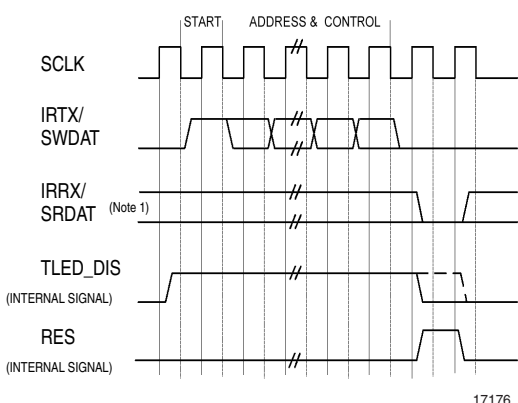 START ADDRESS & CONTROL
SCLK
IRTX/
SWDAT
IRRX/
SRDAT (Note 1)
TLED_DIS
(INTERNAL SIGNAL)
RES
(INTERNAL SIGNAL)
17176